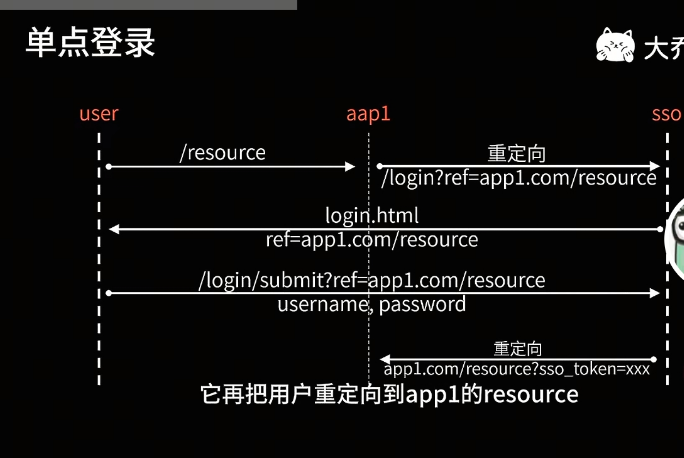 单点登录
大乔
user
aap1
sso
/resource
重定向
/login?ref=app1.com/resource
login.html
ref=app1.com/resource
/login/submit?ref=app1.com/resource
username, password
重定向
app1.com/resource?sso_token=xxx
它再把用户重定向到app1的resource